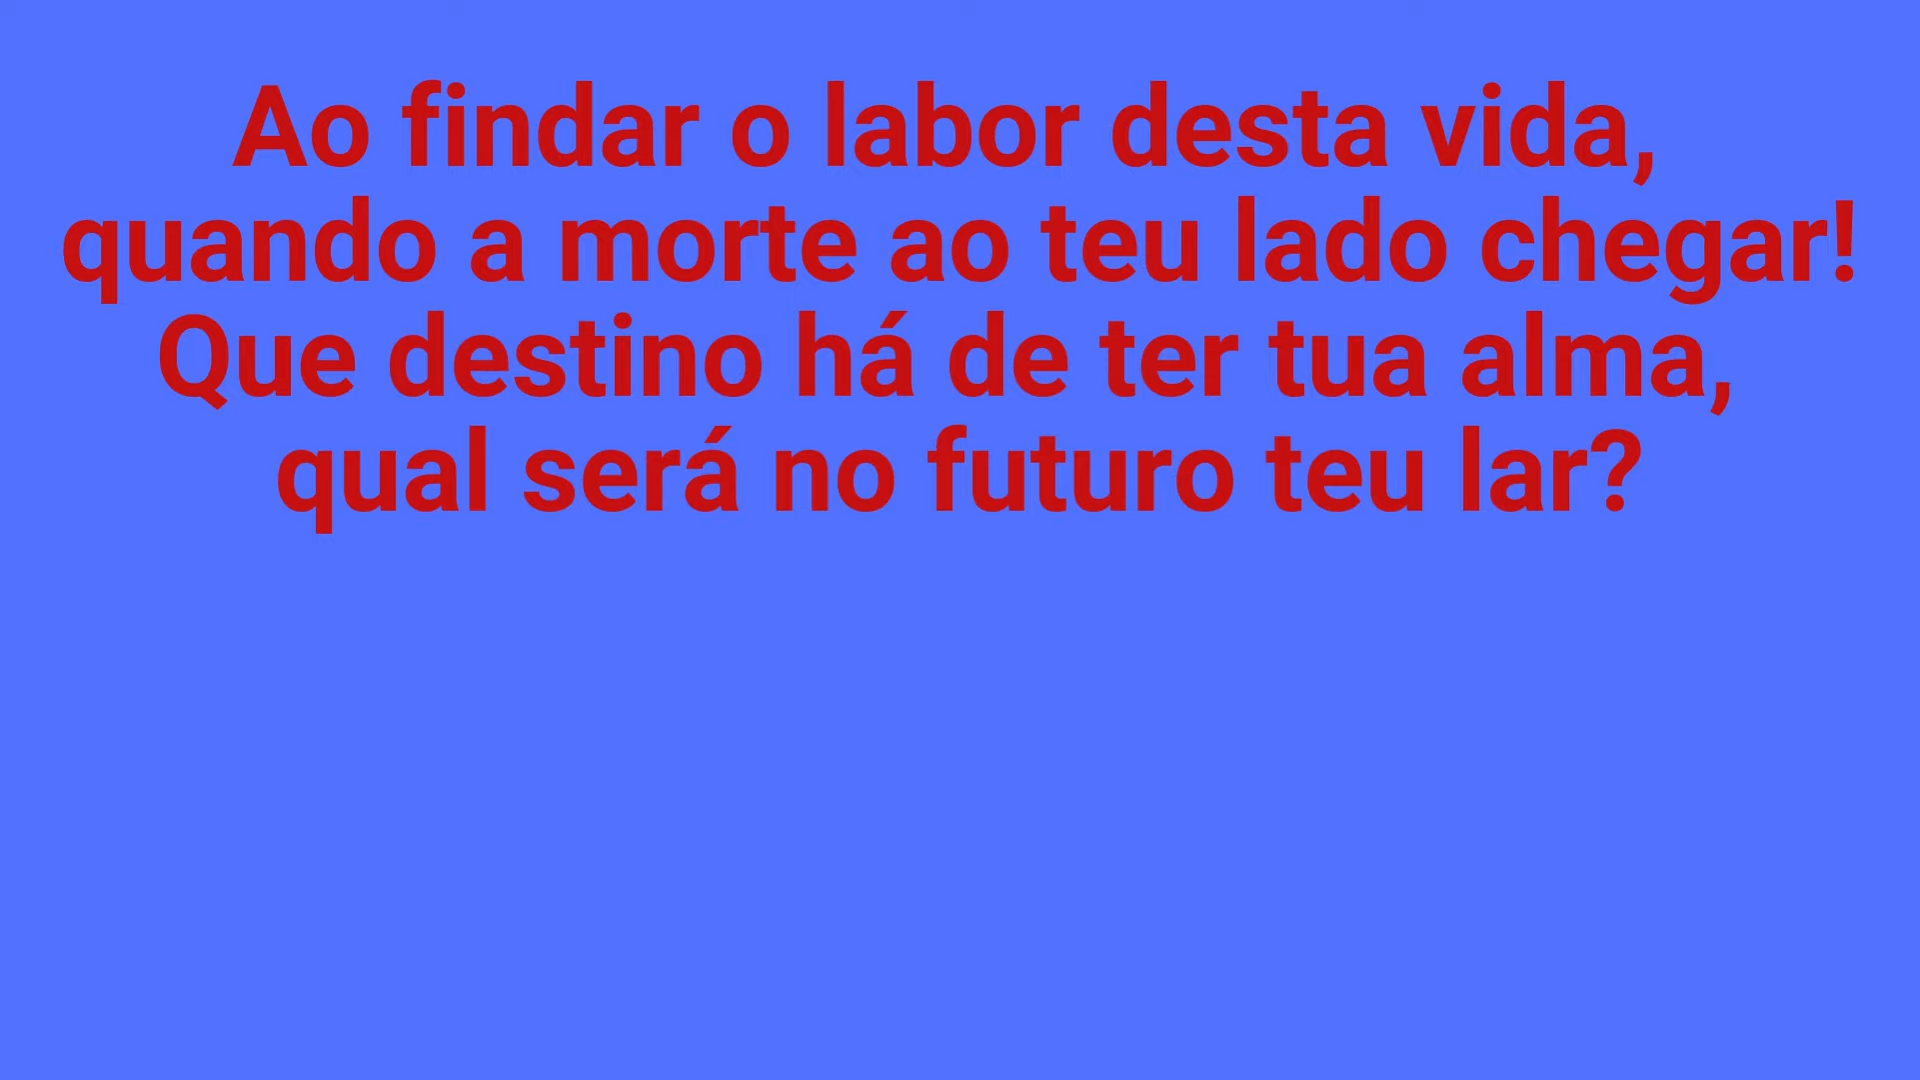 Ao findar o labor desta vida,
quando a morte ao teu lado chegar!
Que destino há de ter tua alma,
qual será no futuro teu lar?